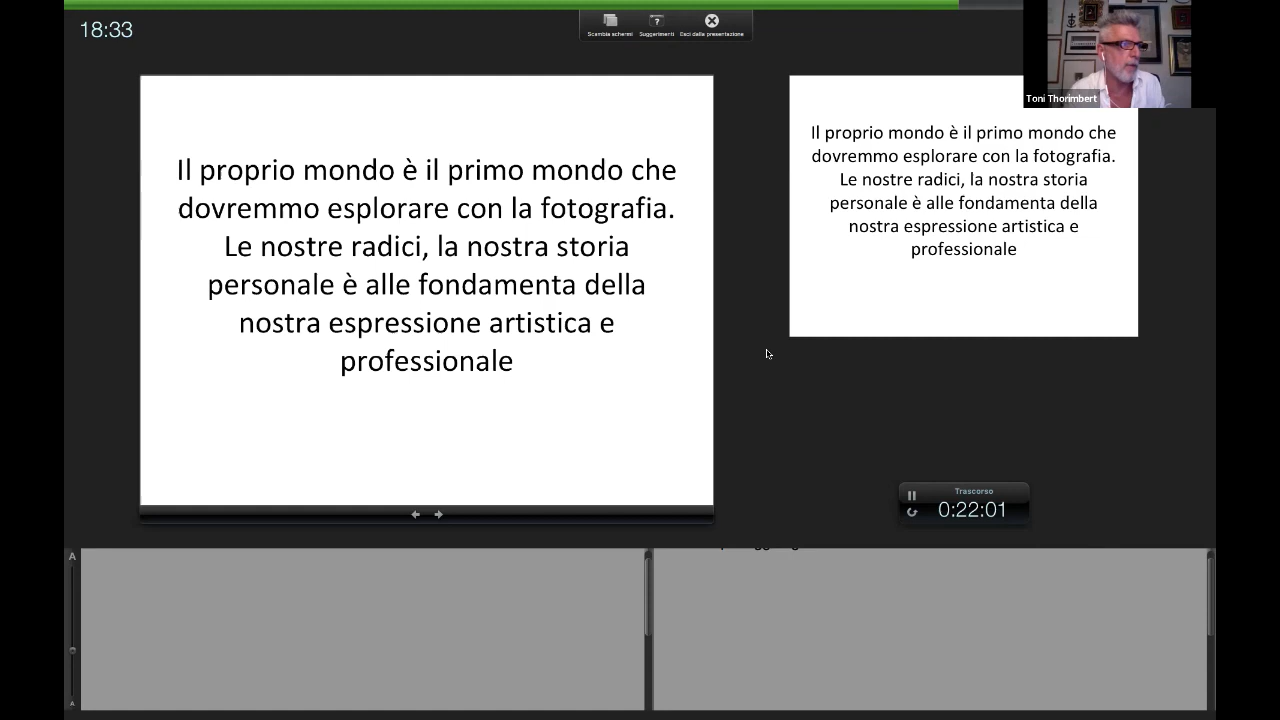 18:33
Scambia schermi
Suggerimenti
Esci dalla presentazione
Toni Thorimbert
Il proprio mondo è il primo mondo che
dovremmo esplorare con la fotografia.
Le nostre radici, la nostra storia
personale è alle fondamenta della
nostra espressione artistica e
professionale
Il proprio mondo è il primo mondo che
dovremmo esplorare con la fotografia.
Le nostre radici, la nostra storia
personale è alle fondamenta della
nostra espressione artistica e
professionale
Trascorso
0:22:01
A
A